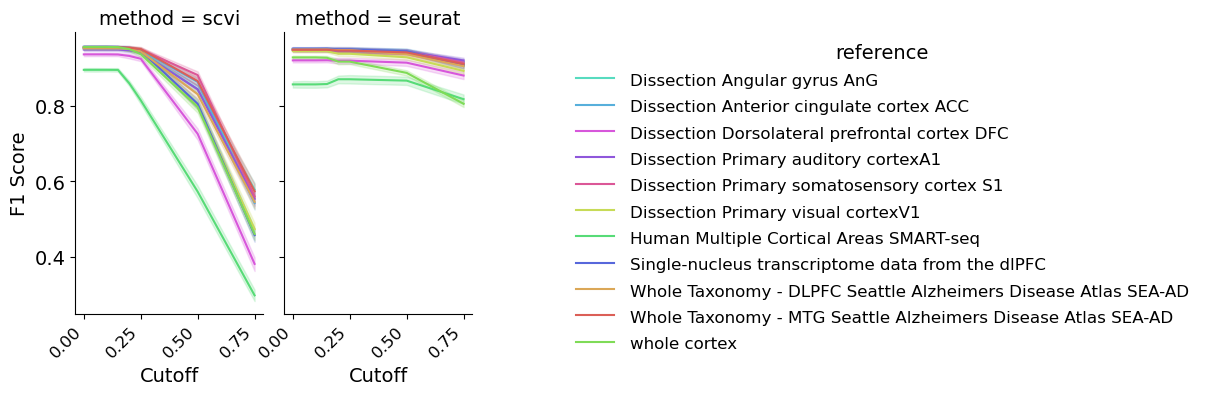 method = scvi
method = seurat
F1 Score
0.8
0.6
0.4
0.00
0.25
0.50
0.75
Cutoff
0.00
0.25
0.50
0.75
Cutoff
reference
Dissection Angular gyrus AnG
Dissection Anterior cingulate cortex ACC
Dissection Dorsolateral prefrontal cortex DFC
Dissection Primary auditory cortexA1
Dissection Primary somatosensory cortex S1
Dissection Primary visual cortexV1
Human Multiple Cortical Areas SMART-seq
Single-nucleus transcriptome data from the dlPFC
Whole Taxonomy - DLPFC Seattle Alzheimers Disease Atlas SEA-AD
Whole Taxonomy - MTG Seattle Alzheimers Disease Atlas SEA-AD
whole cortex